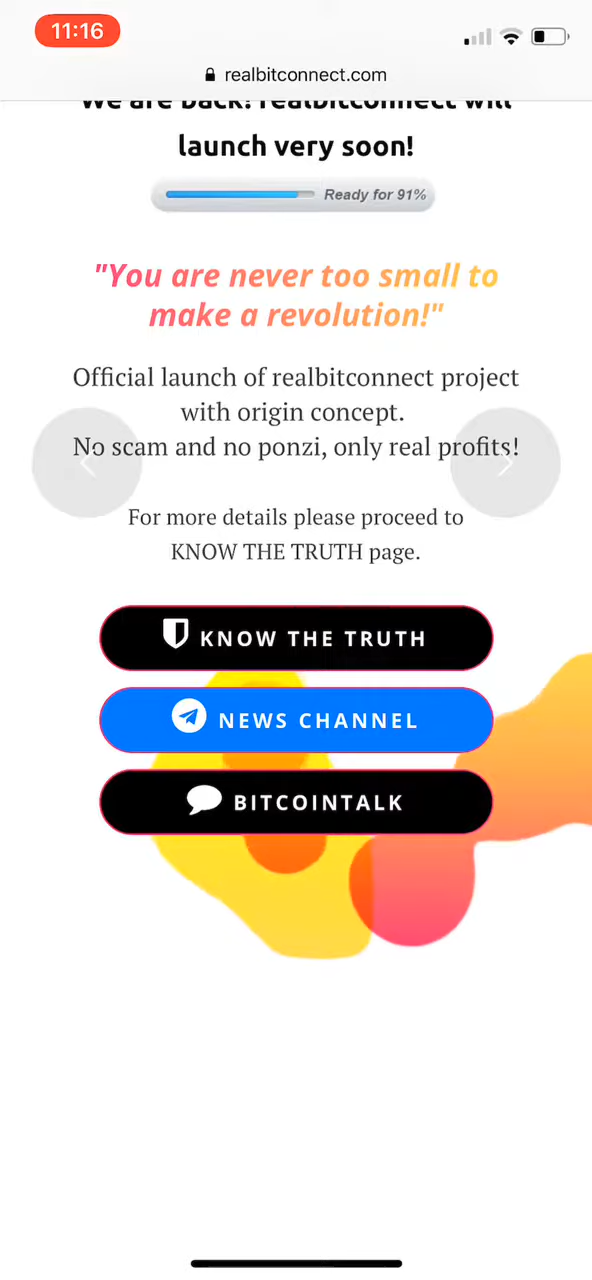 11:16
realbitconnect.com
We are back! realbitconnect will
launch very soon!
Ready for 91%
"You are never too small to
make a revolution!"
Official launch of realbitconnect project
with origin concept.
No scam and no ponzi, only real profits!
For more details please proceed to
KNOW THE TRUTH page.
KNOW THE TRUTH
NEWS CHANNEL
BITCOINTALK